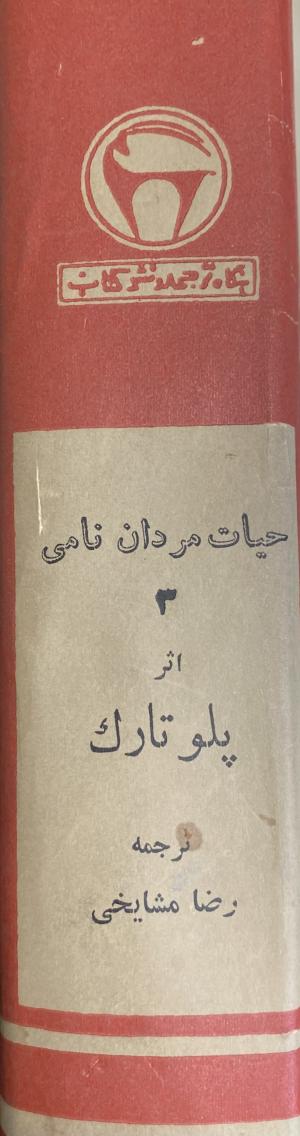 بنگاه ترجمه و نشر کتاب
حیات مردان نامی
۳
اثر
پلوتارك
ترجمه
رضا مشایخی